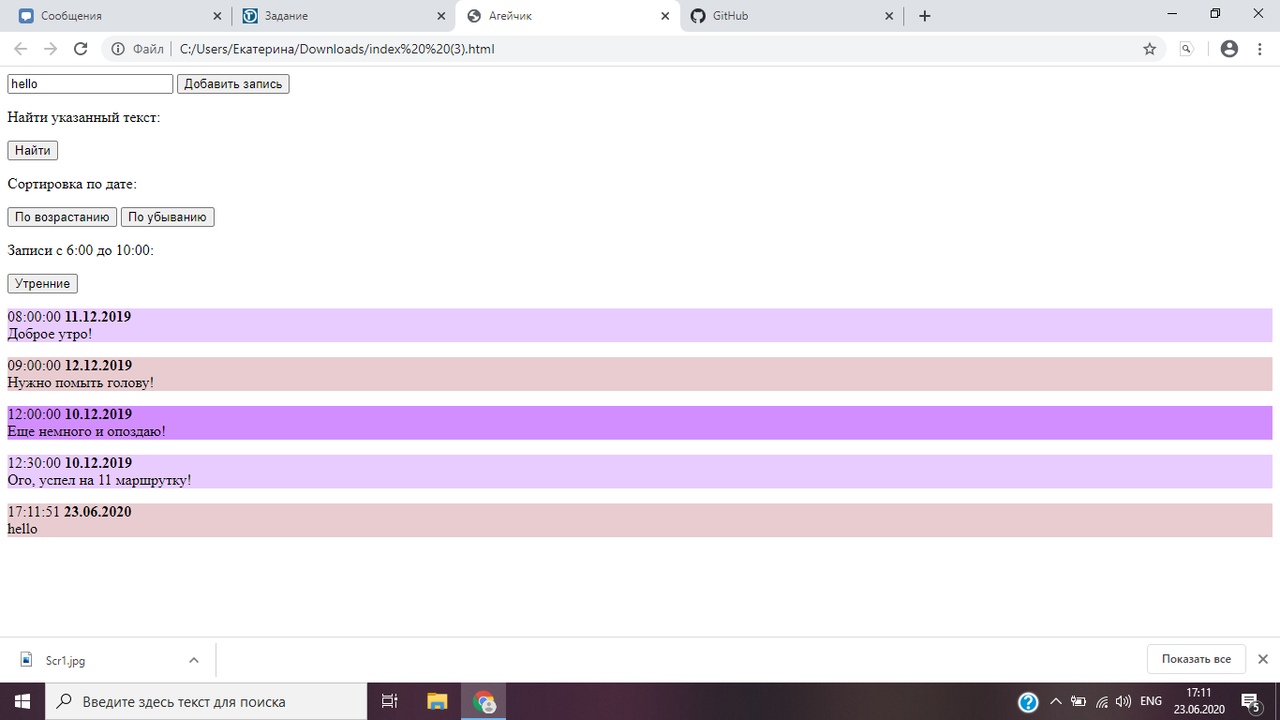 Сообщения
Задание
Агейчик
GitHub
Файл
C:/Users/Екатерина/Downloads/index%20%20(3).html
hello
Добавить запись
Найти указанный текст:
Найти
Сортировка по дате:
По возрастанию
По убыванию
Записи с 6:00 до 10:00:
Утренние
08:00:00 11.12.2019
Доброе утро!
09:00:00 12.12.2019
Нужно помыть голову!
12:00:00 10.12.2019
Еще немного и опоздаю!
12:30:00 10.12.2019
Ого, успел на 11 маршрутку!
17:11:51 23.06.2020
hello
Scr1.jpg
Показать все
Введите здесь текст для поиска
ENG
17:11
23.06.2020
5